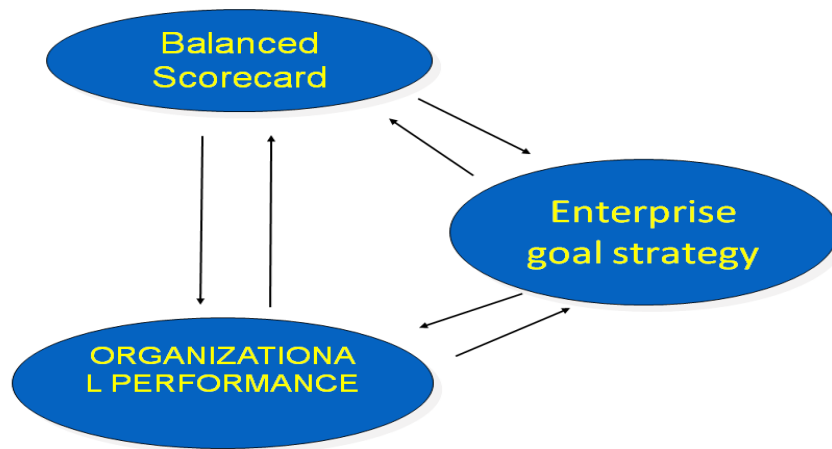 Balanced
Scorecard
Enterprise
goal strategy
ORGANIZATIONA
L PERFORMANCE